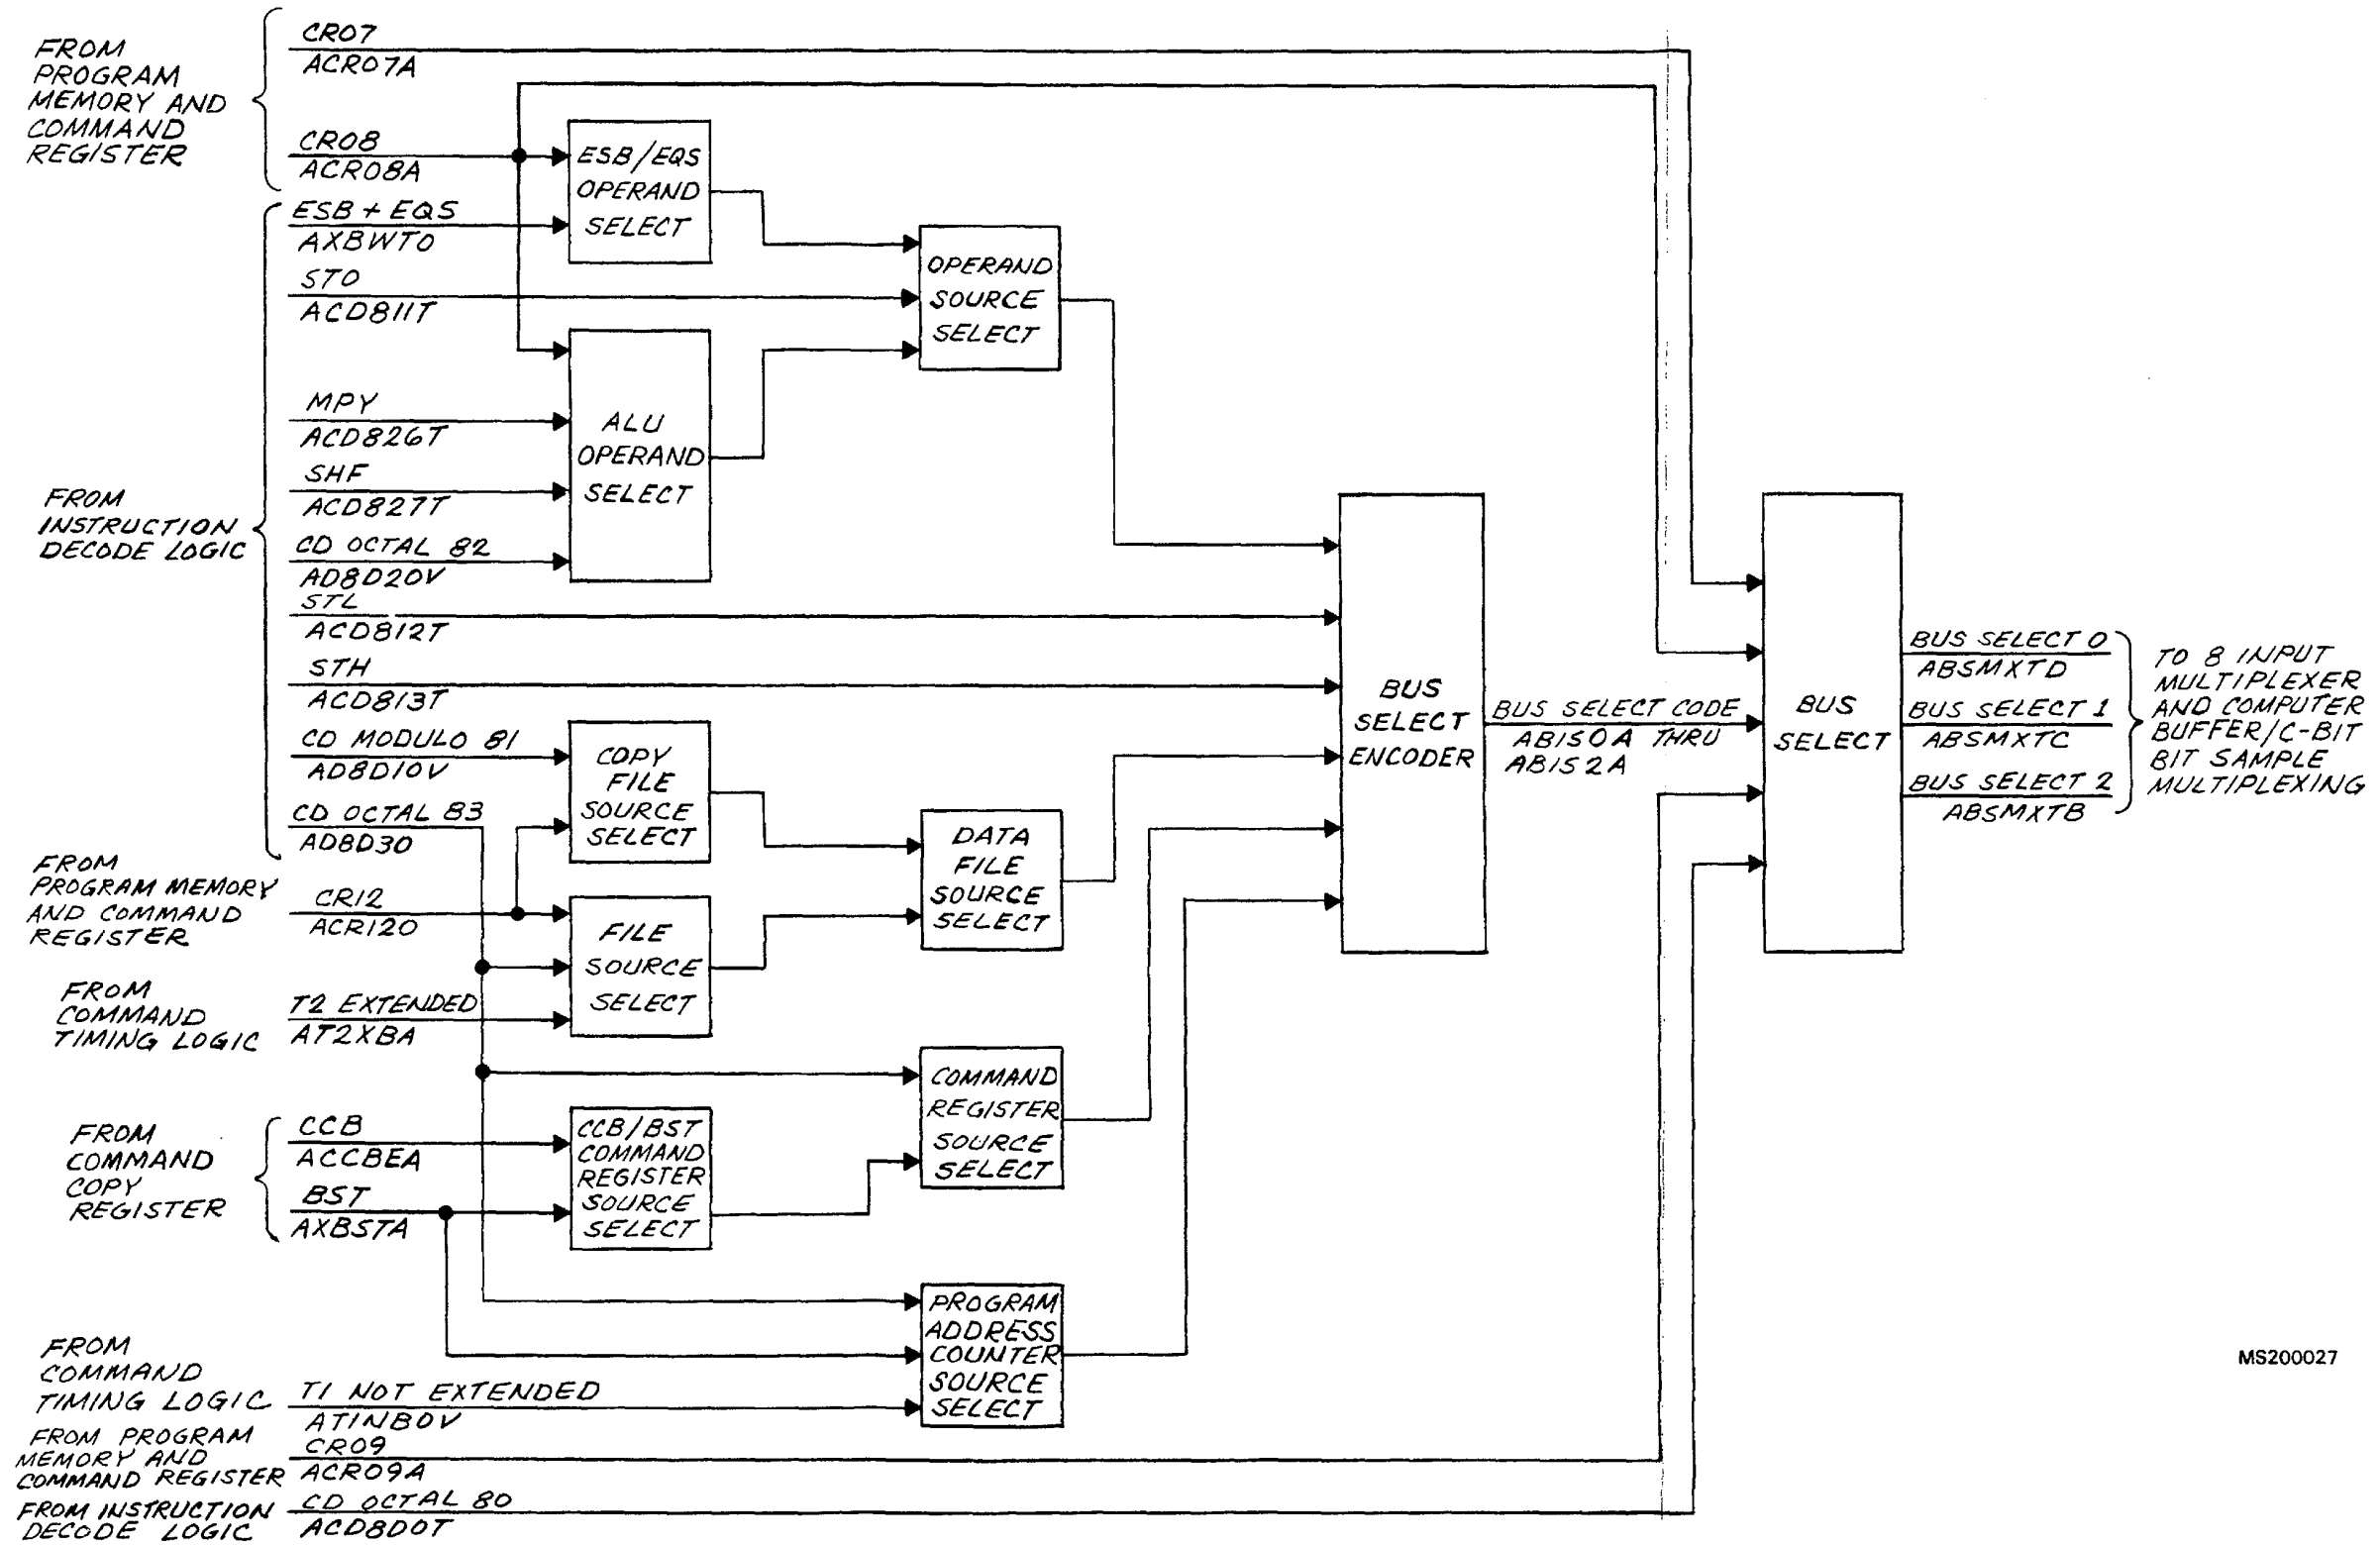 CR07
ACR07A
FROM
PROGRAM
MEMORY AND
COMMAND
REGISTER
CR08
ACR08A
ESB + EQS
AXBWT0
STO
ACD811T
MPY
ACD826T
SHF
ACD827T
FROM
INSTRUCTION
DECODE LOGIC
CD OCTAL 82
AD8D20V
STL
ACD812T
STH
ACD813T
CD MODULO 81
AD8D10V
CD OCTAL 83
AD8D30
FROM
PROGRAM MEMORY
AND COMMAND
REGISTER
CR12
ACR120
FROM
COMMAND
TIMING LOGIC
T2 EXTENDED
AT2XBA
FROM
COMMAND
COPY
REGISTER
CCB
ACCBEA
BST
AXBSTA
FROM
COMMAND
TIMING LOGIC
T1 NOT EXTENDED
AT1NB0V
FROM PROGRAM
MEMORY AND
COMMAND REGISTER
CR09
ACR09A
FROM INSTRUCTION
DECODE LOGIC
CD OCTAL 80
ACD8D0T
ESB/EQS
OPERAND
SELECT
ALU
OPERAND
SELECT
COPY
FILE
SOURCE
SELECT
FILE
SOURCE
SELECT
CCB/BST
COMMAND
REGISTER
SOURCE
SELECT
OPERAND
SOURCE
SELECT
DATA
FILE
SOURCE
SELECT
COMMAND
REGISTER
SOURCE
SELECT
PROGRAM
ADDRESS
COUNTER
SOURCE
SELECT
BUS
SELECT
ENCODER
BUS SELECT CODE
ABIS0A THRU
ABIS2A
BUS
SELECT
BUS SELECT 0
ABSMXTD
BUS SELECT 1
ABSMXTC
BUS SELECT 2
ABSMXTB
TO 8 INPUT
MULTIPLEXER
AND COMPUTER
BUFFER/C-BIT
BIT SAMPLE
MULTIPLEXING
MS200027